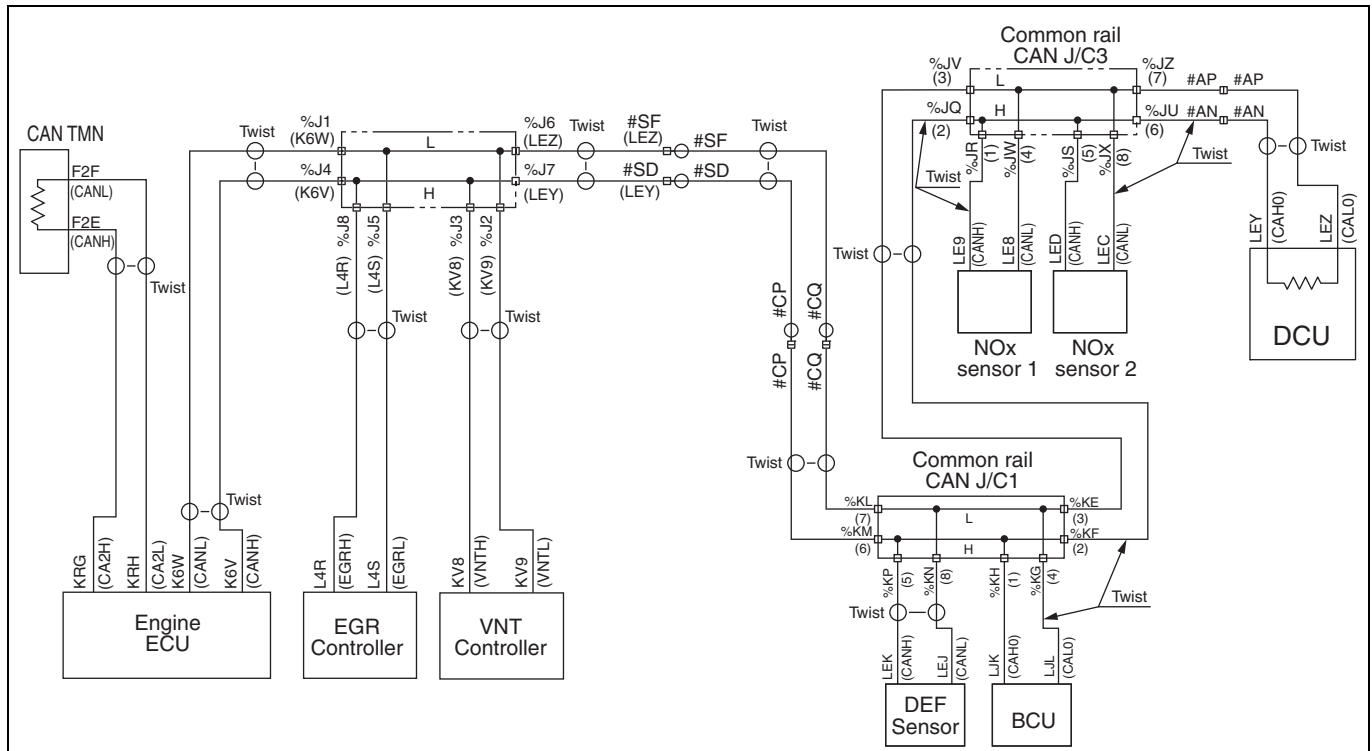 Common rail
CAN J/C3
%JV
(3)
%JZ
(7)
L
#AP
#AP
%JQ
(2)
H
%JU
(6)
#AN
#AN
%JR
(1)
%JW
(4)
%JS
(5)
%JX
(8)
Twist
Twist
Twist
LE9
(CANH)
LE8
(CANL)
LED
(CANH)
LEC
(CANL)
LEY
(CAH0)
LEZ
(CAL0)
NOx
sensor 1
NOx
sensor 2
DCU
CAN TMN
F2F
(CANL)
F2E
(CANH)
Twist
Twist
%J1
(K6W)
%J4
(K6V)
L
H
%J6
(LEZ)
%J7
(LEY)
Twist
#SF
(LEZ)
#SF
#SD
(LEY)
#SD
Twist
(L4R) %J8
(L4S) %J5
(KV8) %J3
(KV9) %J2
Twist
Twist
Twist
#CP
#CQ
#CP
#CQ
Twist
Twist
Common rail
CAN J/C1
%KL
(7)
%KM
(6)
L
H
%KE
(3)
%KF
(2)
%KP
(5)
%KN
(8)
%KH
(1)
%KG
(4)
Twist
Twist
KRG
(CA2H)
KRH
(CA2L)
K6W
(CANL)
K6V
(CANH)
L4R
(EGRH)
L4S
(EGRL)
KV8
(VNTH)
KV9
(VNTL)
LEK
(CANH)
LEJ
(CANL)
LJK
(CAH0)
LJL
(CAL0)
Engine
ECU
EGR
Controller
VNT
Controller
DEF
Sensor
BCU